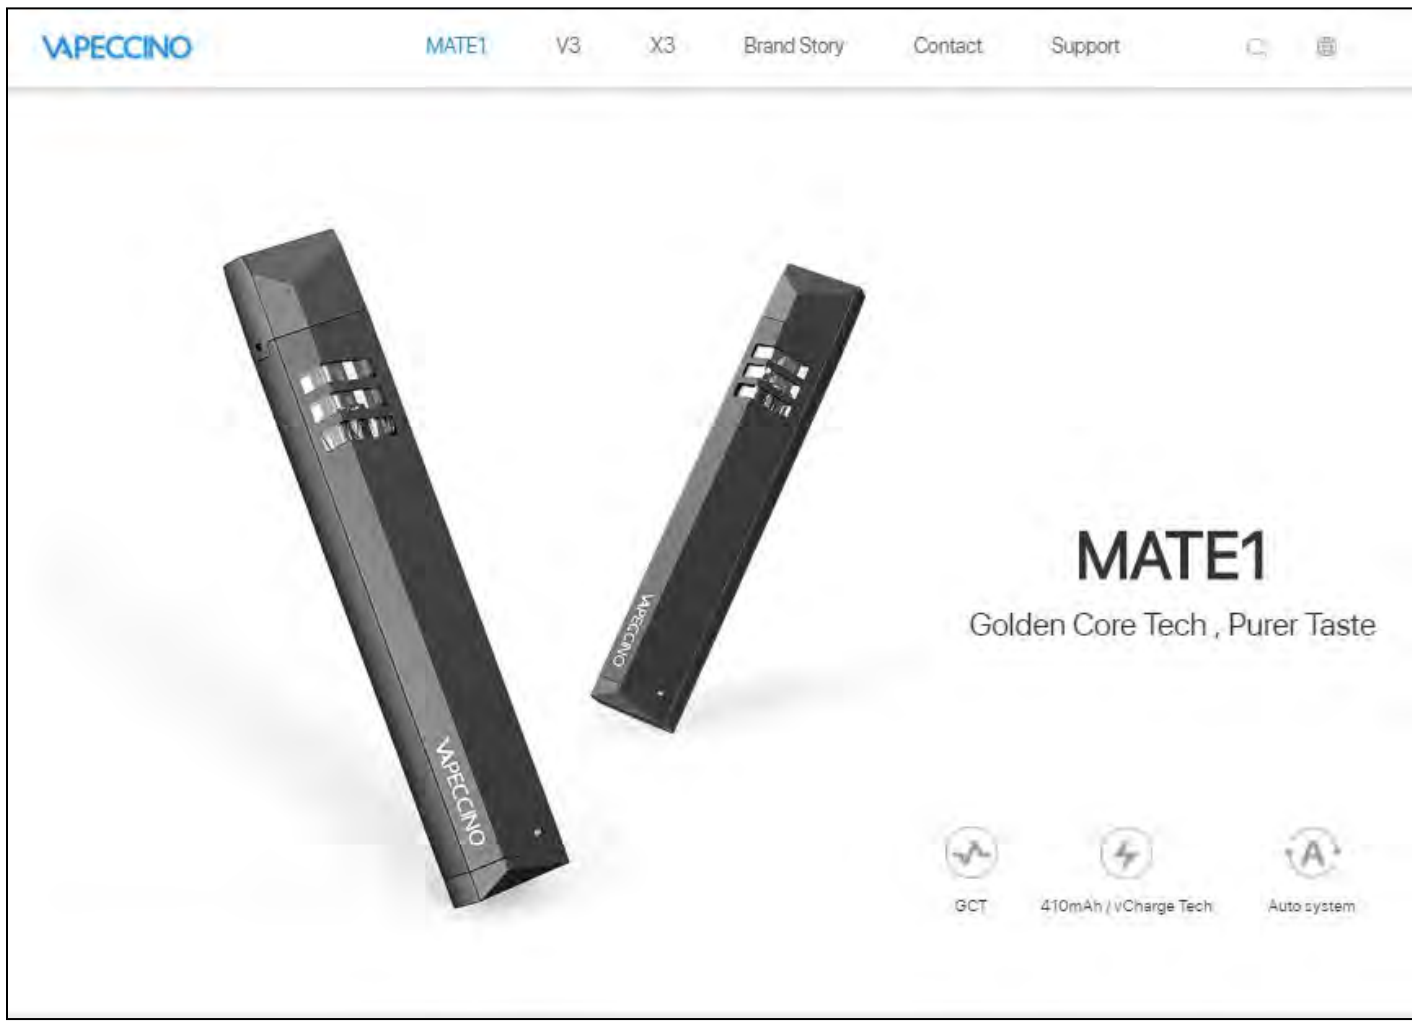 VAPECCINO
MATE1 V3 X3 Brand Story Contact Support
VAPECCINO
VAPECCINO
MATE1
Golden Core Tech , Purer Taste
A
GCT 410mAh / vCharge Tech Auto system